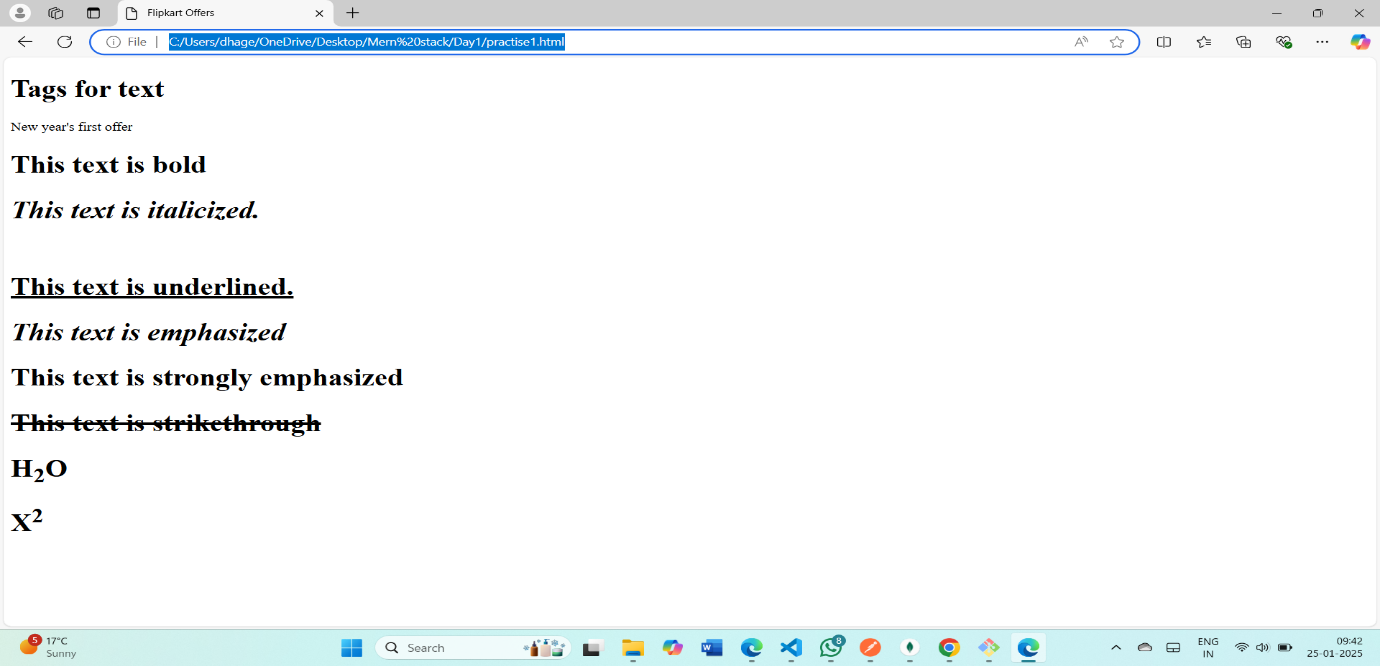 Flipkart Offers
File
C:/Users/dhage/OneDrive/Desktop/Mern%20stack/Day1/practise1.html
Tags for text
New year's first offer
This text is bold
This text is italicized.
This text is underlined.
This text is emphasized
This text is strongly emphasized
This text is strikethrough
H₂O
X²
5
17°C
Sunny
Search
8
ENG
IN
09:42
25-01-2025